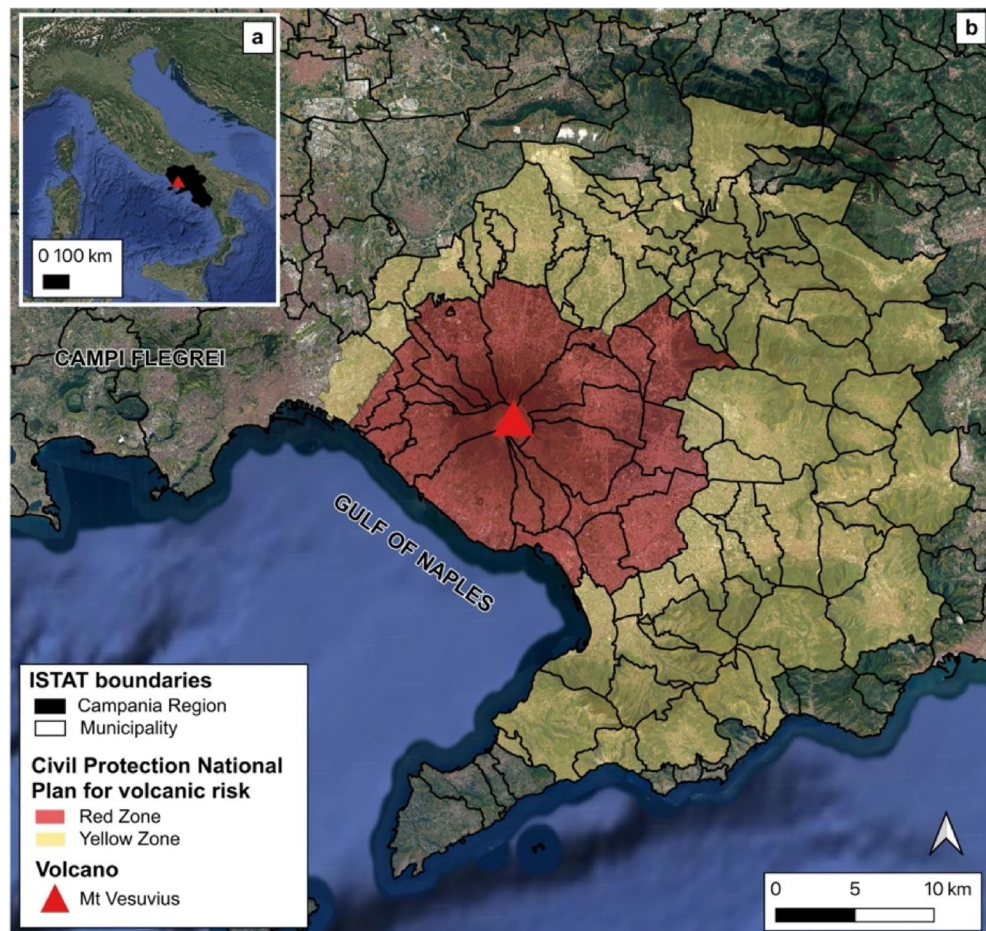 a
b
0 100 km
CAMPI FLEGREI
GULF OF NAPLES
ISTAT boundaries
Campania Region
Municipality
Civil Protection National
Plan for volcanic risk
Red Zone
Yellow Zone
Volcano
Mt Vesuvius
0 5 10 km